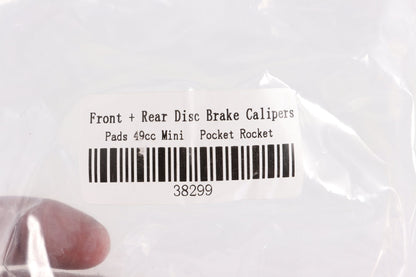 Front + Rear Disc Brake Calipers
Pads 49cc Mini Pocket Rocket
38299